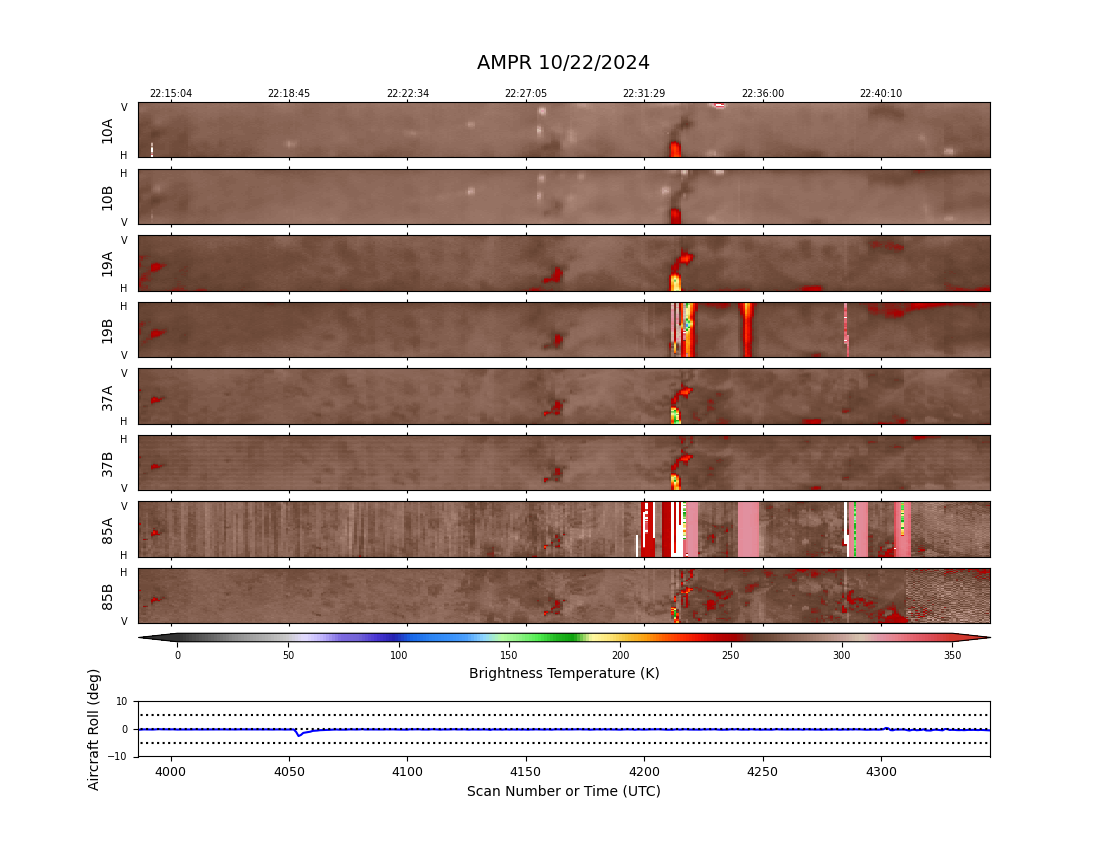 AMPR 10/22/2024
22:15:04 22:18:45 22:22:34 22:27:05 22:31:29 22:36:00 22:40:10
V
10A
H
H
10B
V
V
19A
H
H
19B
V
V
37A
H
H
37B
V
V
85A
H
H
85B
V
0 50 100 150 200 250 300 350
Brightness Temperature (K)
Aircraft Roll (deg)
10
0
−10
4000 4050 4100 4150 4200 4250 4300
Scan Number or Time (UTC)